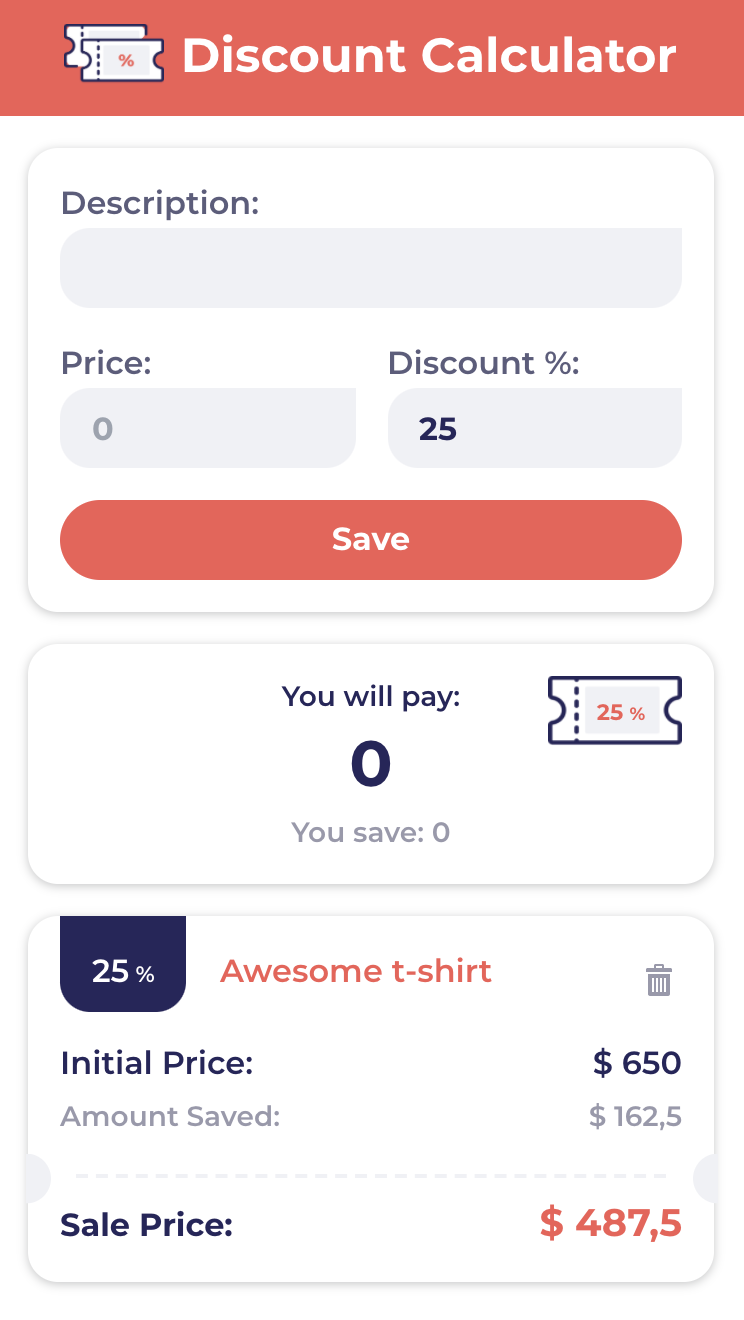 % Discount Calculator
Description:
Price: Discount %:
0 25
Save
You will pay:
25 %
0
You save: 0
25 % Awesome t-shirt
Initial Price: $ 650
Amount Saved: $ 162,5
Sale Price: $ 487,5